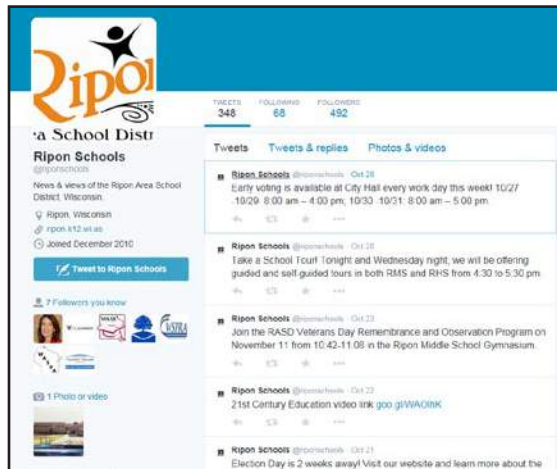 Ripon
a School Distr
TWEETS FOLLOWING FOLLOWERS
348 68 492
Ripon Schools
@riponschools
News & views of the Ripon Area School
District, Wisconsin.
Ripon, Wisconsin
ripon.k12.wi.us
Joined December 2010
Tweet to Ripon Schools
7 Followers you know
1 Photo or video
Tweets Tweets & replies Photos & videos
Ripon Schools @riponschools · Oct 28
Early voting is available at City Hall every work day this week! 10/27
-10/29: 8:00 am – 4:00 pm; 10/30 -10/31: 8:00 am – 5:00 pm.
Ripon Schools @riponschools · Oct 28
Take a School Tour! Tonight and Wednesday night, we will be offering
guided and self-guided tours in both RMS and RHS from 4:30 to 5:30 pm.
Ripon Schools @riponschools · Oct 23
Join the RASD Veterans Day Remembrance and Observation Program on
November 11 from 10:42-11:08 in the Ripon Middle School Gymnasium.
Ripon Schools @riponschools · Oct 22
21st Century Education video link
Ripon Schools @riponschools · Oct 21
Election Day is 2 weeks away! Visit our website and learn more about the